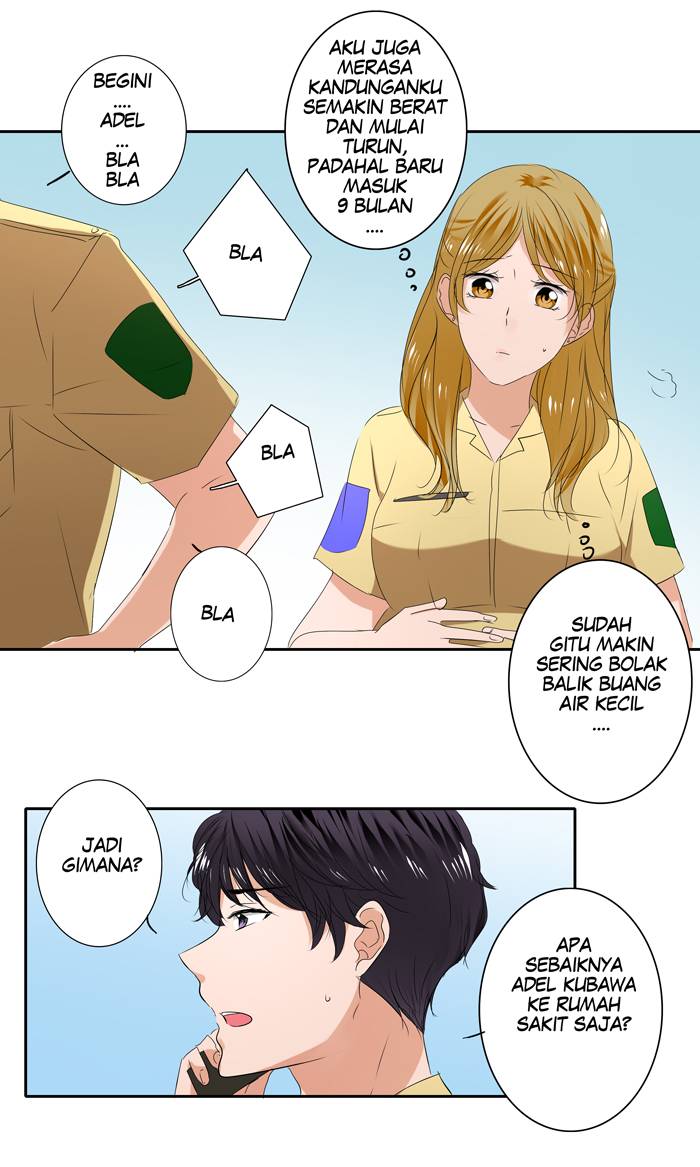 BEGINI
....
ADEL
...
BLA
BLA
AKU JUGA
MERASA
KANDUNGANKU
SEMAKIN BERAT
DAN MULAI
TURUN,
PADAHAL BARU
MASUK
9 BULAN
....
BLA
BLA
BLA
SUDAH
GITU MAKIN
SERING BOLAK
BALIK BUANG
AIR KECIL
....
JADI
GIMANA?
APA
SEBAIKNYA
ADEL KUBAWA
KE RUMAH
SAKIT SAJA?